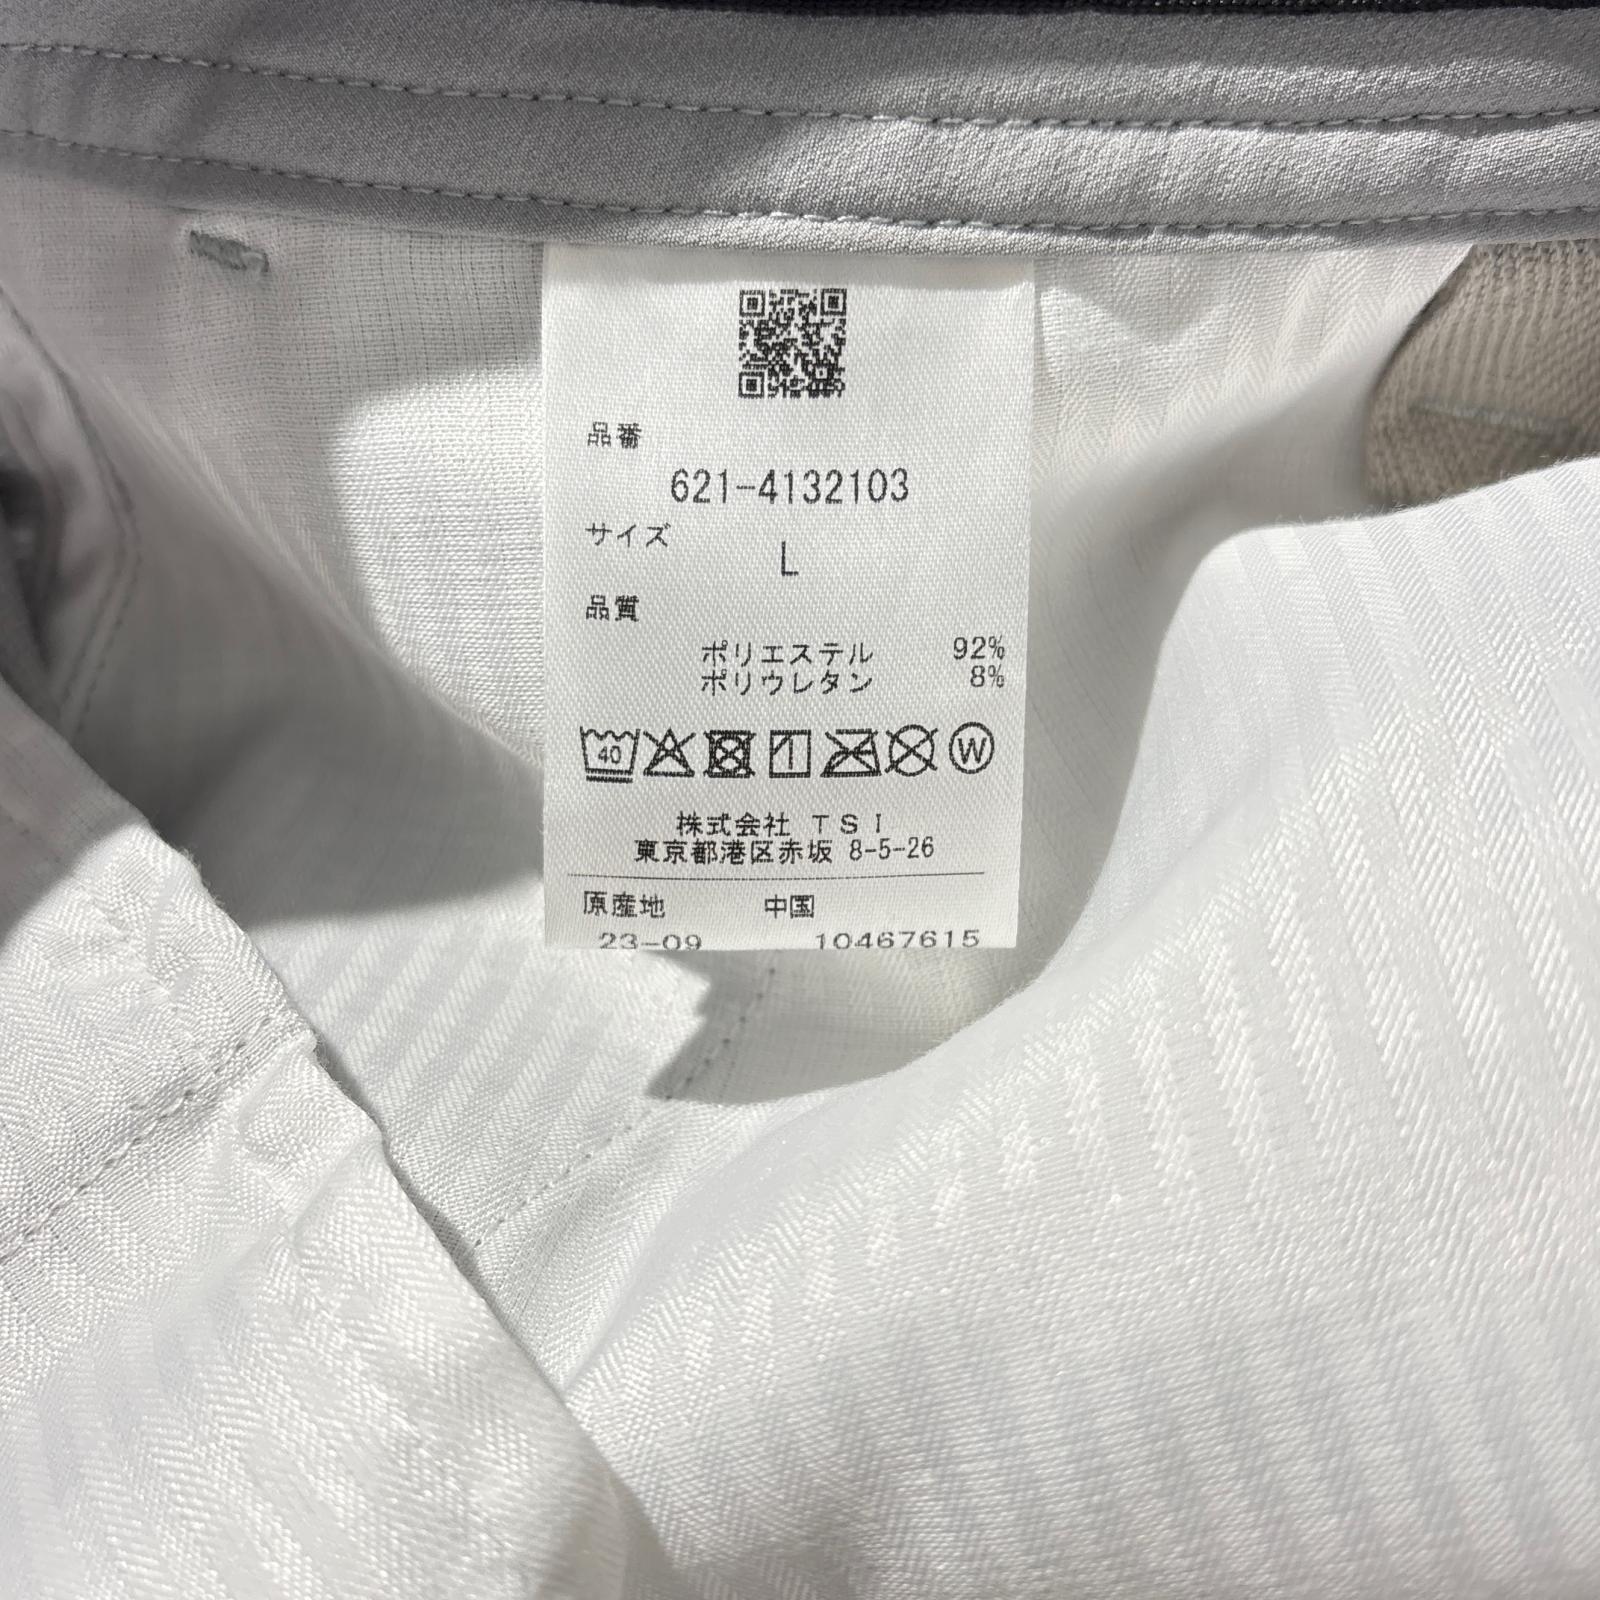 品番
621-4132103
サイズ
L
品質
ポリエステル 92%
ポリウレタン 8%
40 W
株式会社 TSI
東京都港区赤坂 8-5-26
原産地 中国
23-09 10467615